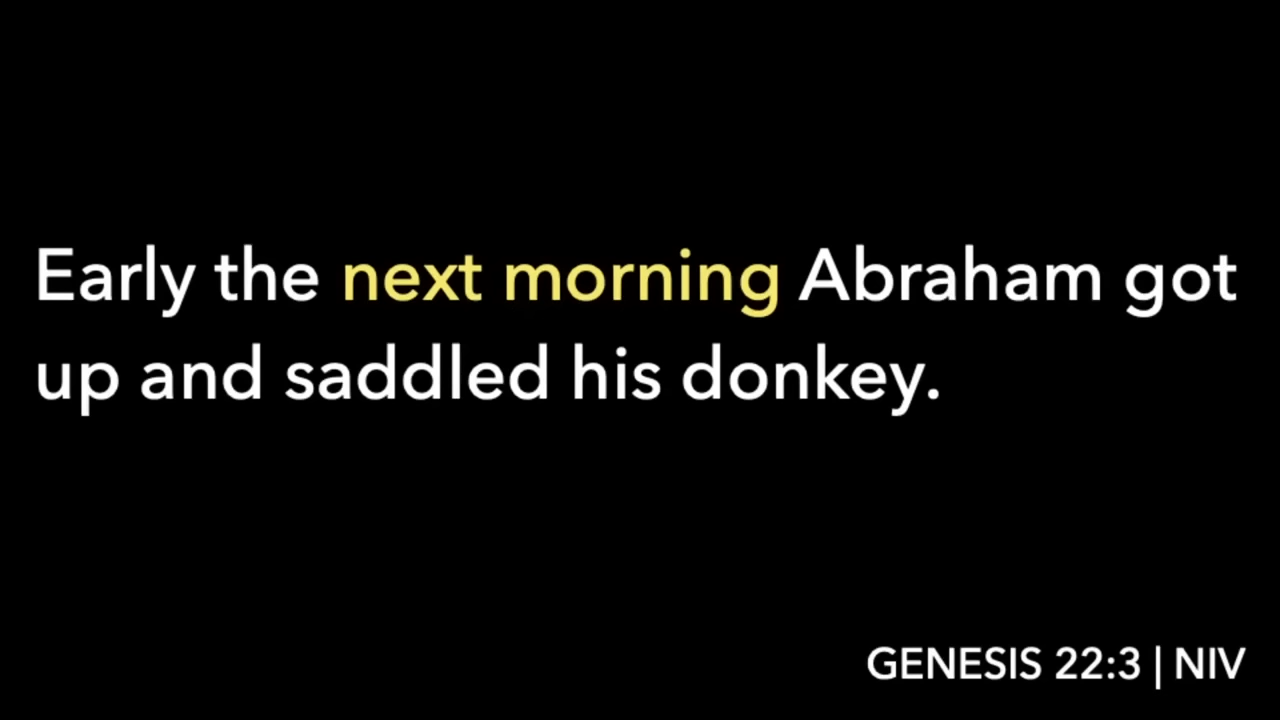 Early the next morning Abraham got
up and saddled his donkey.
GENESIS 22:3 | NIV